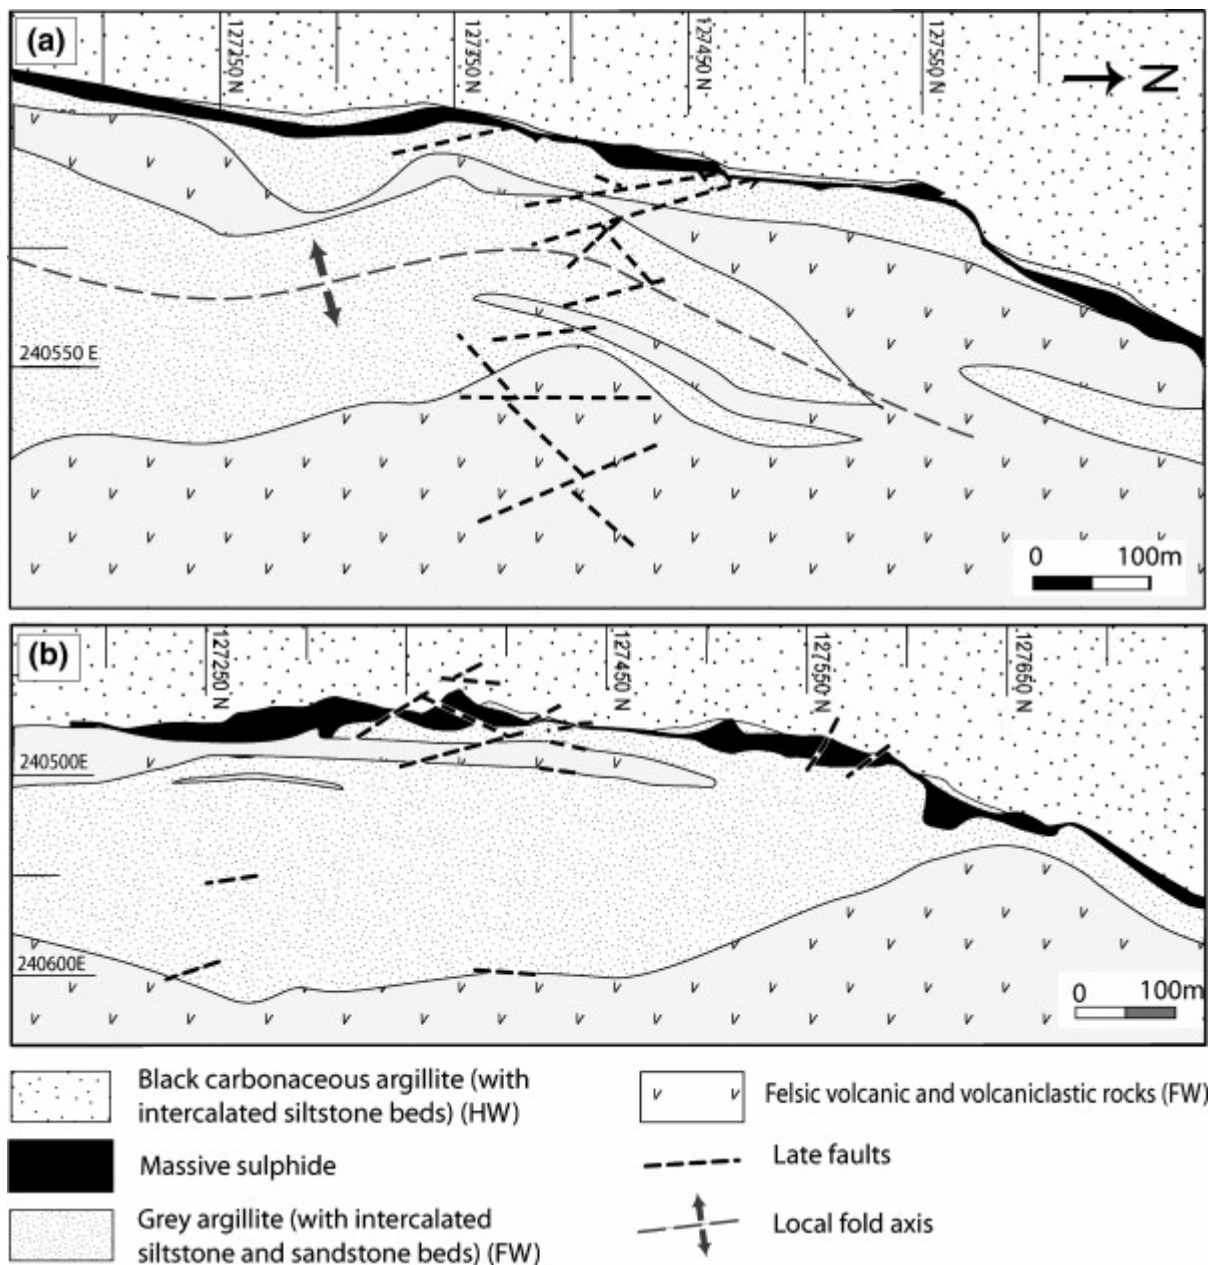 (a)
127250 N
127350 N
127450 N
127550 N
N
240550 E
0 100m
(b)
127250 N
127450 N
127550 N
127650 N
240500E
240600E
0 100m
Black carbonaceous argillite (with
intercalated siltstone beds) (HW)
Massive sulphide
Grey argillite (with intercalated
siltstone and sandstone beds) (FW)
Felsic volcanic and volcaniclastic rocks (FW)
Late faults
Local fold axis